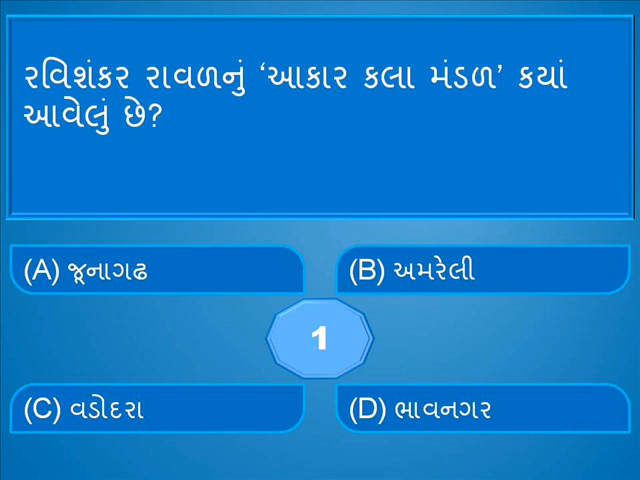 રવિશંકર રાવળનું ‘આકાર કલા મંડળ’ કયાં
આવેલું છે?
(A) જૂનાગઢ
(B) અમરેલી
1
(C) વડોદરા
(D) ભાવનગર